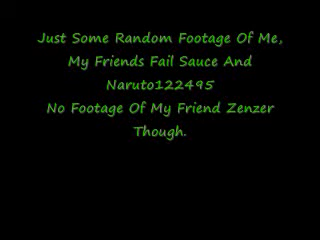 Just Some Random Footage Of Me,
My Friends Fail Sauce And
Naruto122495
No Footage Of My Friend Zenzer
Though.